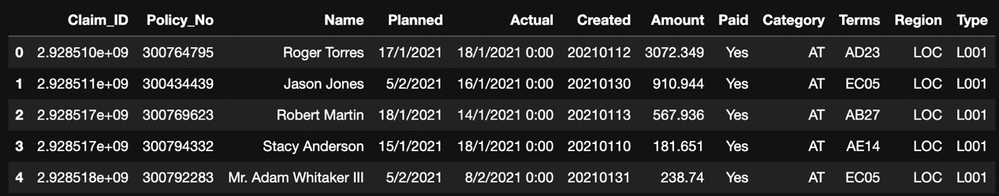 Claim_ID Policy_No Name Planned Actual Created Amount Paid Category Terms Region Type
0 2.928510e+09 300764795 Roger Torres 17/1/2021 18/1/2021 0:00 20210112 3072.349 Yes AT AD23 LOC L001
1 2.928511e+09 300434439 Jason Jones 5/2/2021 16/1/2021 0:00 20210130 910.944 Yes AT EC05 LOC L001
2 2.928517e+09 300769623 Robert Martin 18/1/2021 14/1/2021 0:00 20210113 567.936 Yes AT AB27 LOC L001
3 2.928517e+09 300794332 Stacy Anderson 15/1/2021 18/1/2021 0:00 20210110 181.651 Yes AT AE14 LOC L001
4 2.928518e+09 300792283 Mr. Adam Whitaker III 5/2/2021 8/2/2021 0:00 20210131 238.74 Yes AT EC05 LOC L001